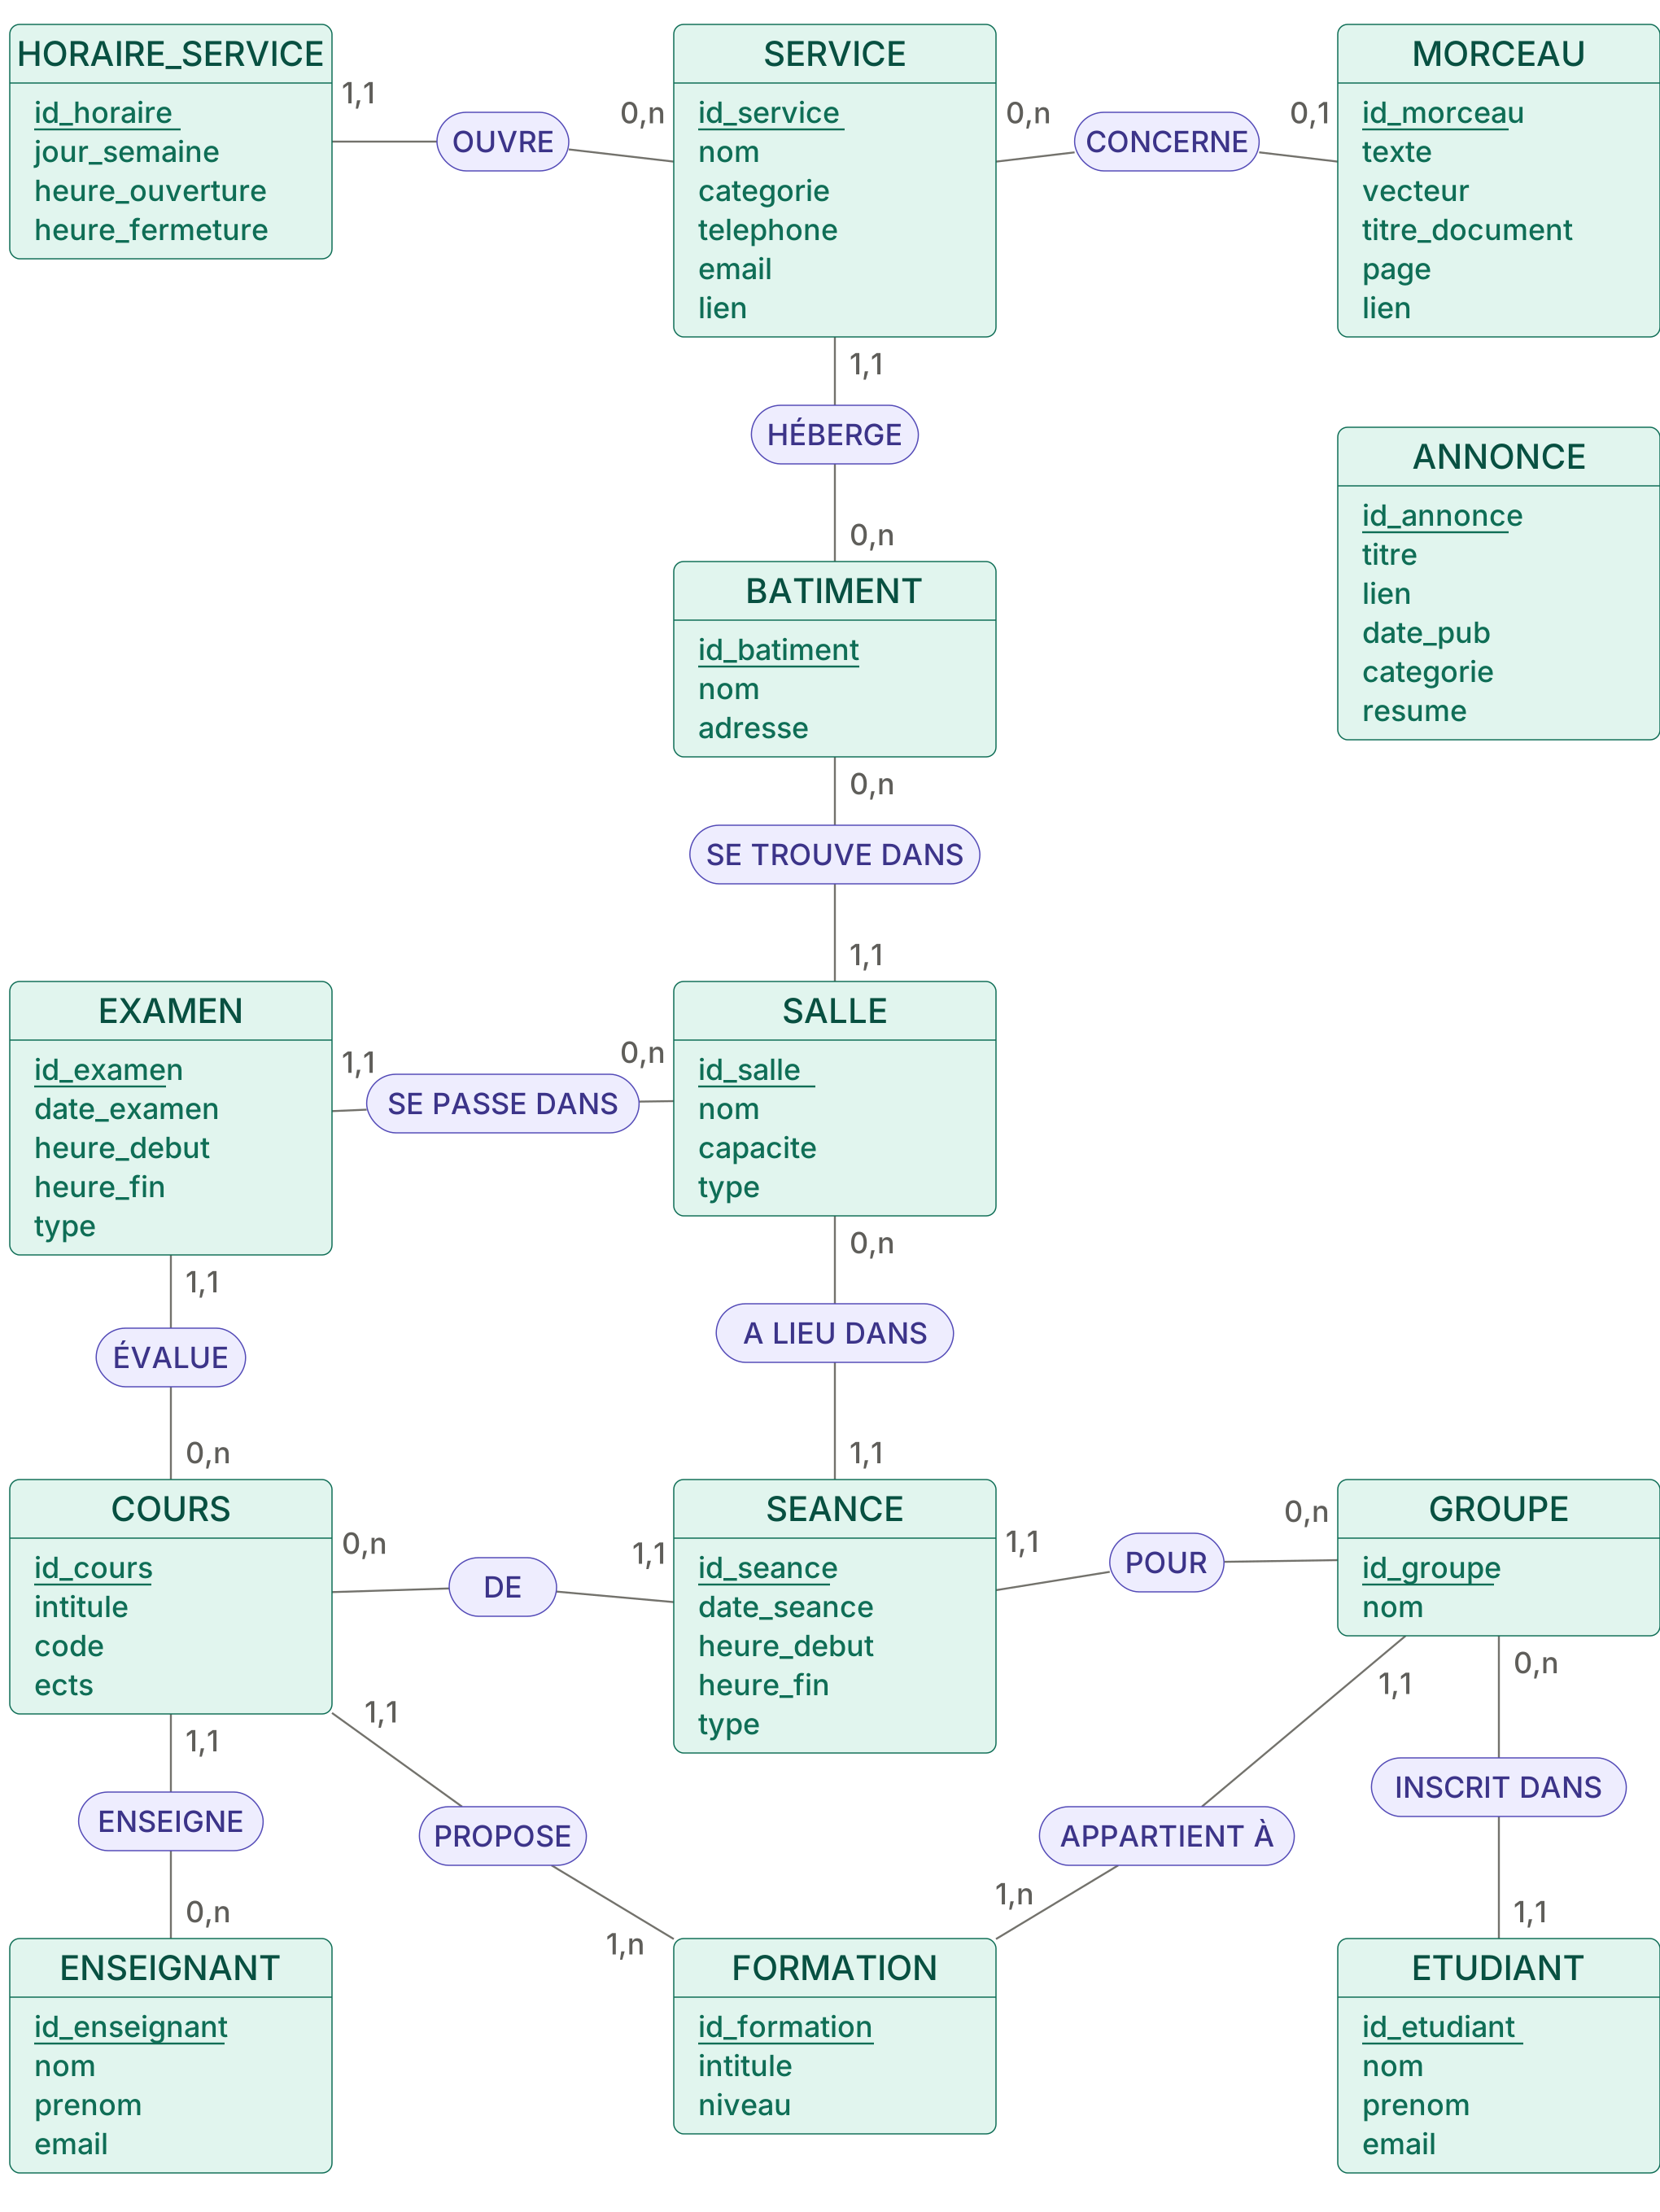 HORAIRE_SERVICE
id_horaire
jour_semaine
heure_ouverture
heure_fermeture
1,1
OUVRE
0,n
SERVICE
id_service
nom
categorie
telephone
email
lien
0,n
CONCERNE
0,1
MORCEAU
id_morceau
texte
vecteur
titre_document
page
lien
1,1
HÉBERGE
0,n
ANNONCE
id_annonce
titre
lien
date_pub
categorie
resume
BATIMENT
id_batiment
nom
adresse
0,n
SE TROUVE DANS
1,1
EXAMEN
id_examen
date_examen
heure_debut
heure_fin
type
1,1
SE PASSE DANS
0,n
SALLE
id_salle
nom
capacite
type
1,1
ÉVALUE
0,n
0,n
A LIEU DANS
1,1
COURS
id_cours
intitule
code
ects
0,n
DE
1,1
SEANCE
id_seance
date_seance
heure_debut
heure_fin
type
1,1
POUR
0,n
GROUPE
id_groupe
nom
1,1
ENSEIGNE
0,n
1,1
PROPOSE
1,n
1,1
APPARTIENT À
1,n
0,n
INSCRIT DANS
1,1
ENSEIGNANT
id_enseignant
nom
prenom
email
FORMATION
id_formation
intitule
niveau
ETUDIANT
id_etudiant
nom
prenom
email